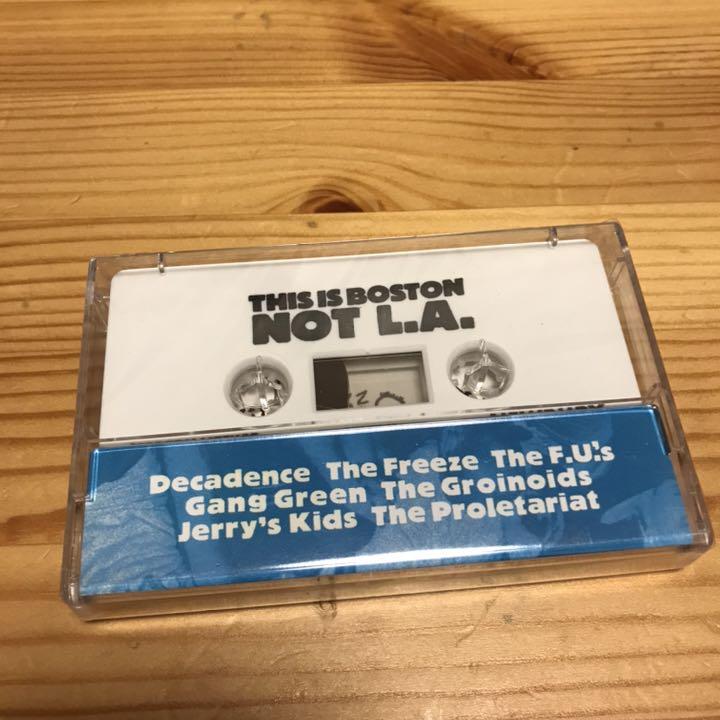 THIS IS BOSTON
NOT L.A.
Decadence The Freeze The F.U.'s
Gang Green The Groinoids
Jerry's Kids The Proletariat